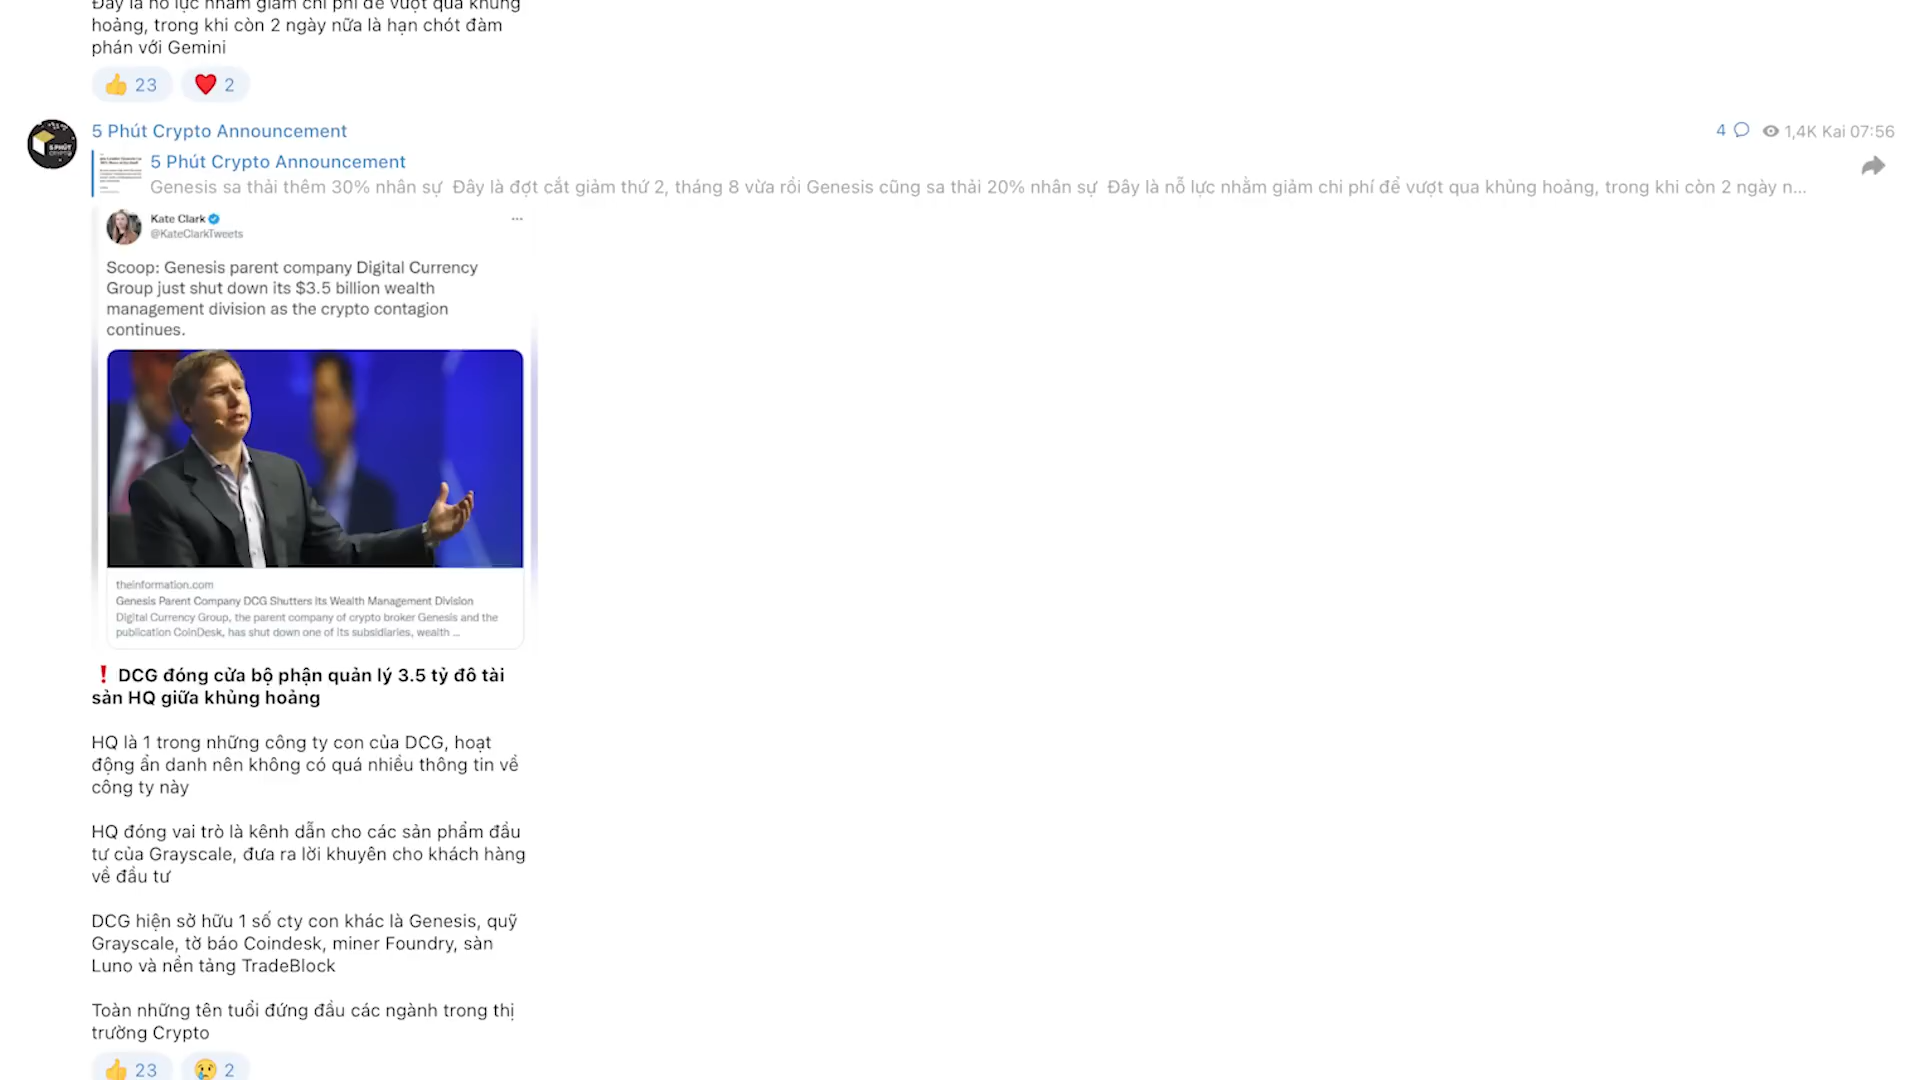 Đây là nỗ lực nhằm giảm chi phí để vượt qua khủng
hoảng, trong khi còn 2 ngày nữa là hạn chót đàm
phán với Gemini
👍 23 ❤️ 2
5 Phút Crypto Announcement
4 1,4K Kai 07:56
5 Phút Crypto Announcement
Genesis sa thải thêm 30% nhân sự Đây là đợt cắt giảm thứ 2, tháng 8 vừa rồi Genesis cũng sa thải 20% nhân sự Đây là nỗ lực nhằm giảm chi phí để vượt qua khủng hoảng, trong khi còn 2 ngày n...
Kate Clark
@KateClarkTweets
Scoop: Genesis parent company Digital Currency
Group just shut down its $3.5 billion wealth
management division as the crypto contagion
continues.
theinformation.com
Genesis Parent Company DCG Shutters Its Wealth Management Division
Digital Currency Group, the parent company of crypto broker Genesis and the
publication CoinDesk, has shut down one of its subsidiaries, wealth ...
❗ DCG đóng cửa bộ phận quản lý 3.5 tỷ đô tài
sản HQ giữa khủng hoảng
HQ là 1 trong những công ty con của DCG, hoạt
động ẩn danh nên không có quá nhiều thông tin về
công ty này
HQ đóng vai trò là kênh dẫn cho các sản phẩm đầu
tư của Grayscale, đưa ra lời khuyên cho khách hàng
về đầu tư
DCG hiện sở hữu 1 số cty con khác là Genesis, quỹ
Grayscale, tờ báo Coindesk, miner Foundry, sàn
Luno và nền tảng TradeBlock
Toàn những tên tuổi đứng đầu các ngành trong thị
trường Crypto
👍 23 😢 2